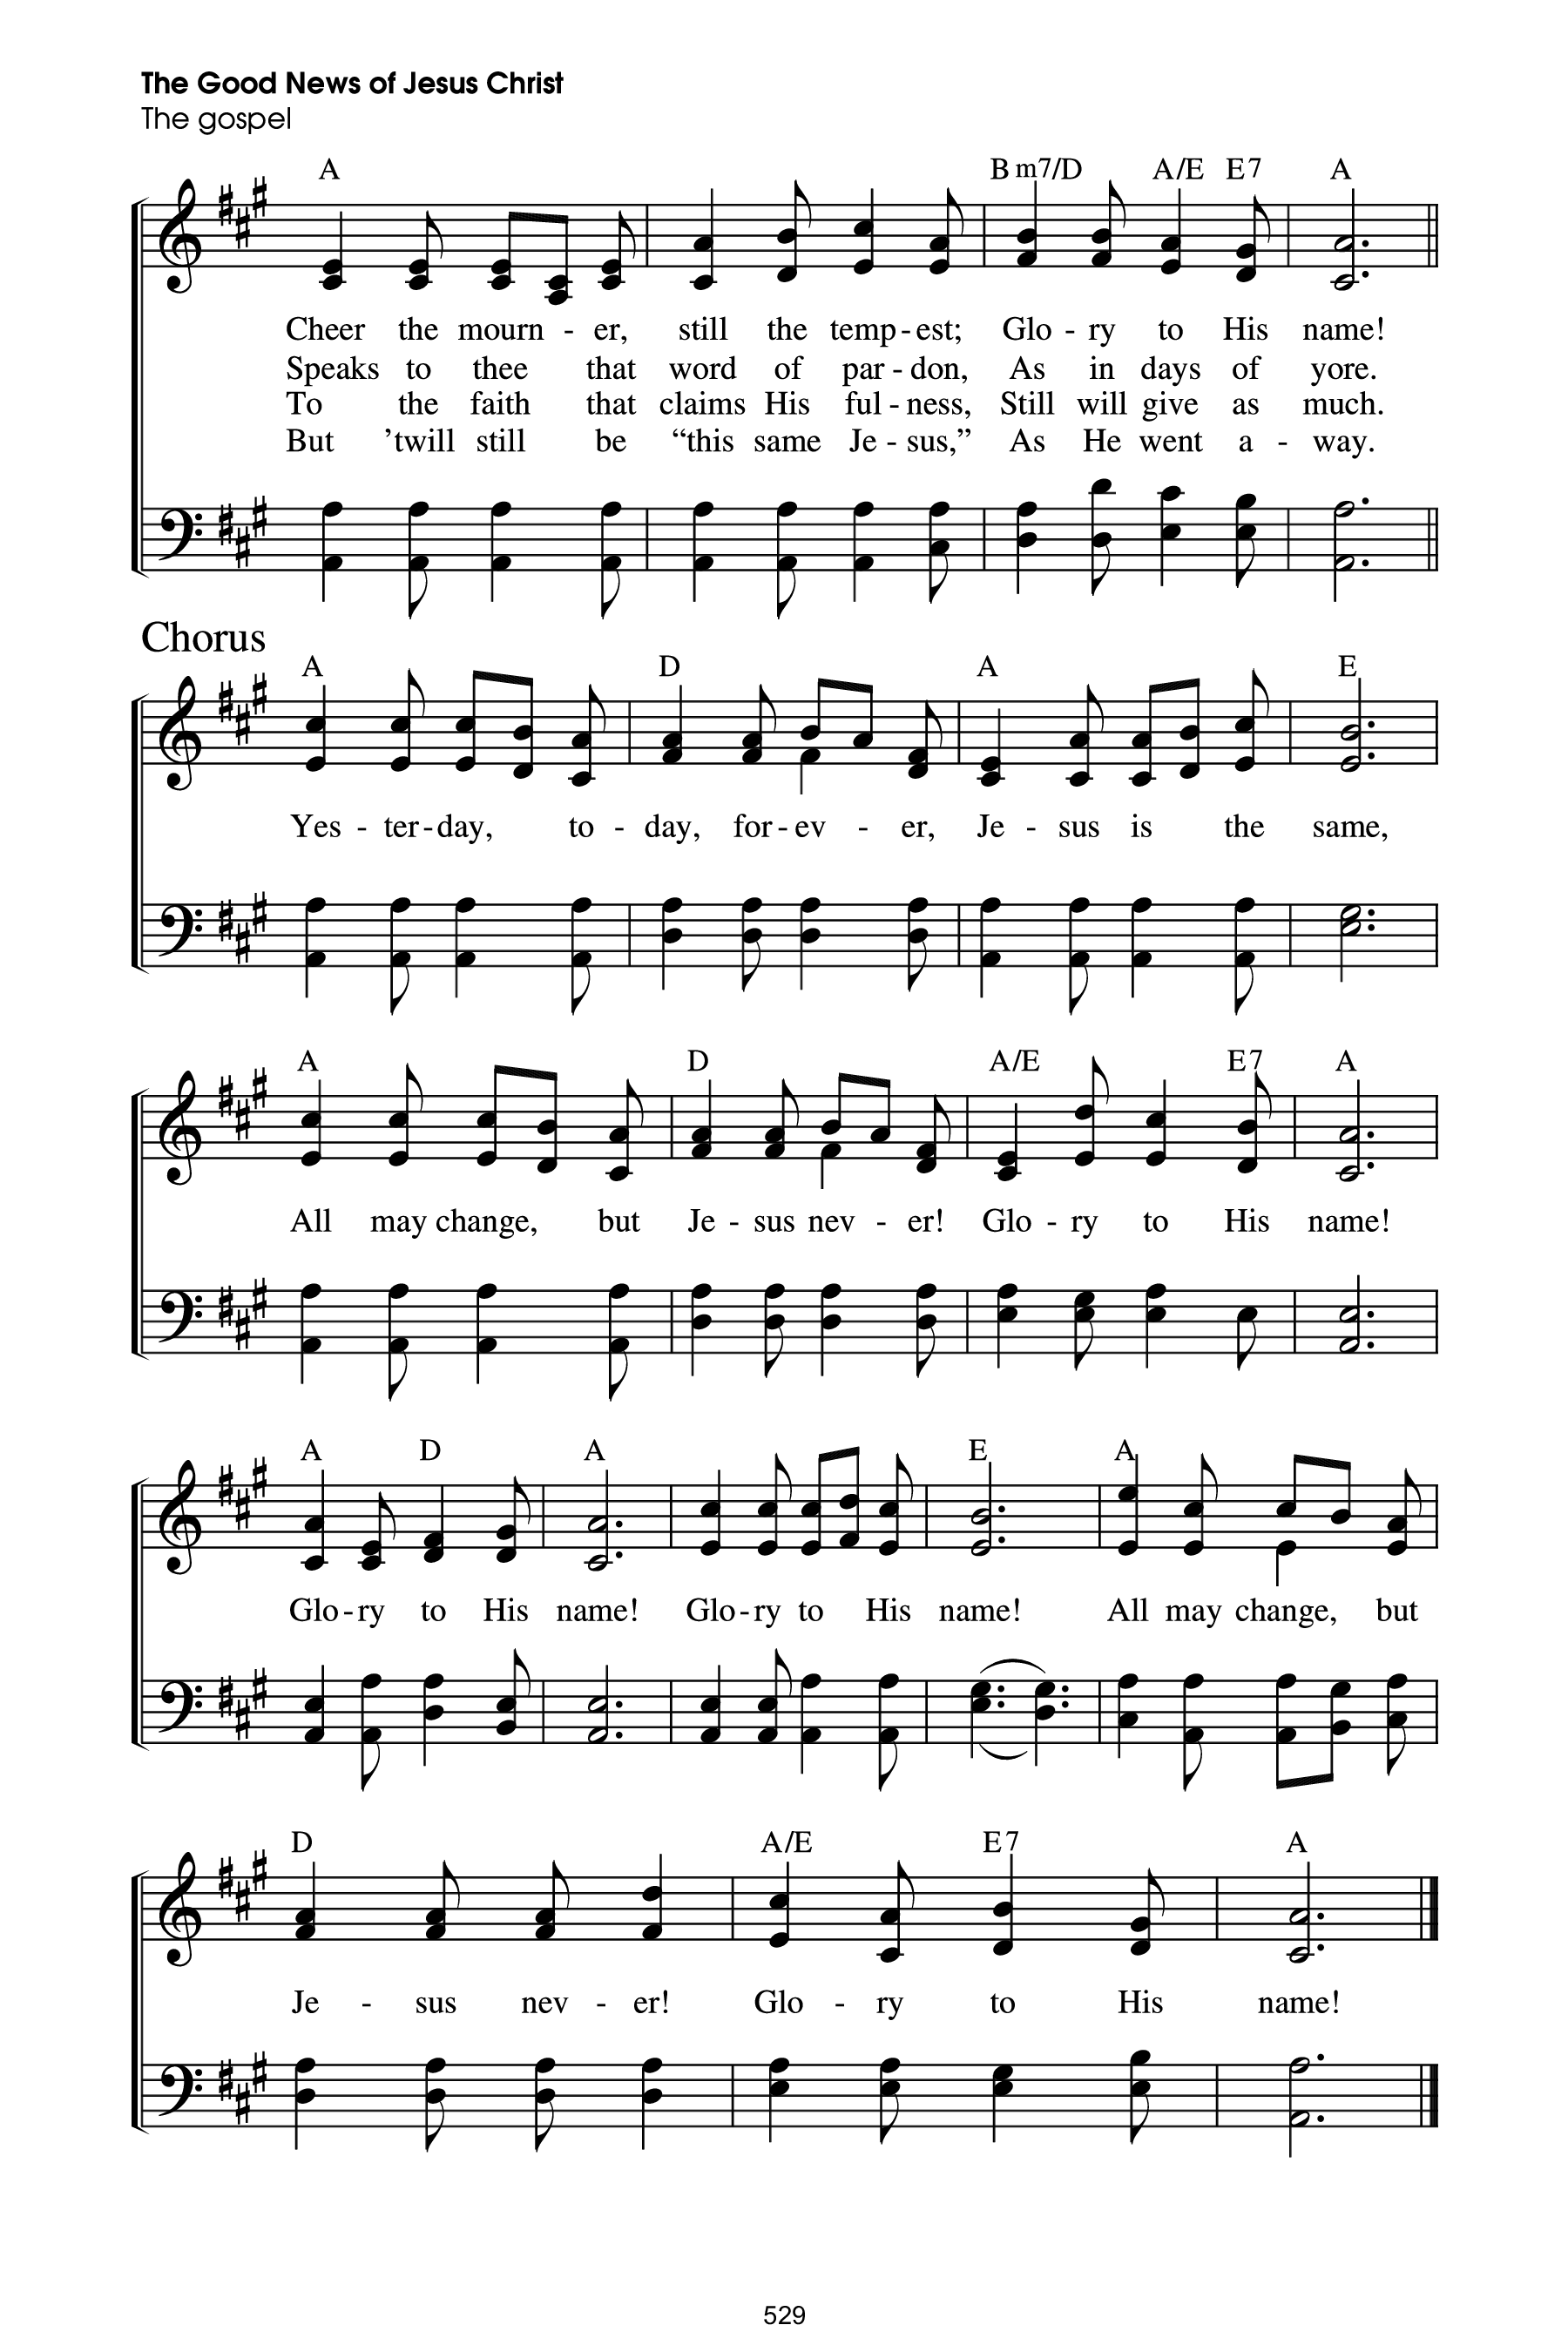 The Good News of Jesus Christ
The gospel
A B m7/D A/E E7 A
Cheer the mourn - er, still the temp - est; Glo - ry to His name!
Speaks to thee that word of par - don, As in days of yore.
To the faith that claims His ful - ness, Still will give as much.
But ’twill still be “this same Je - sus,” As He went a - way.
Chorus
A D A E
Yes - ter - day, to - day, for - ev - er, Je - sus is the same,
A D A/E E7 A
All may change, but Je - sus nev - er! Glo - ry to His name!
A D A E A
Glo - ry to His name! Glo - ry to His name! All may change, but
D A/E E7 A
Je - sus nev - er! Glo - ry to His name!
529